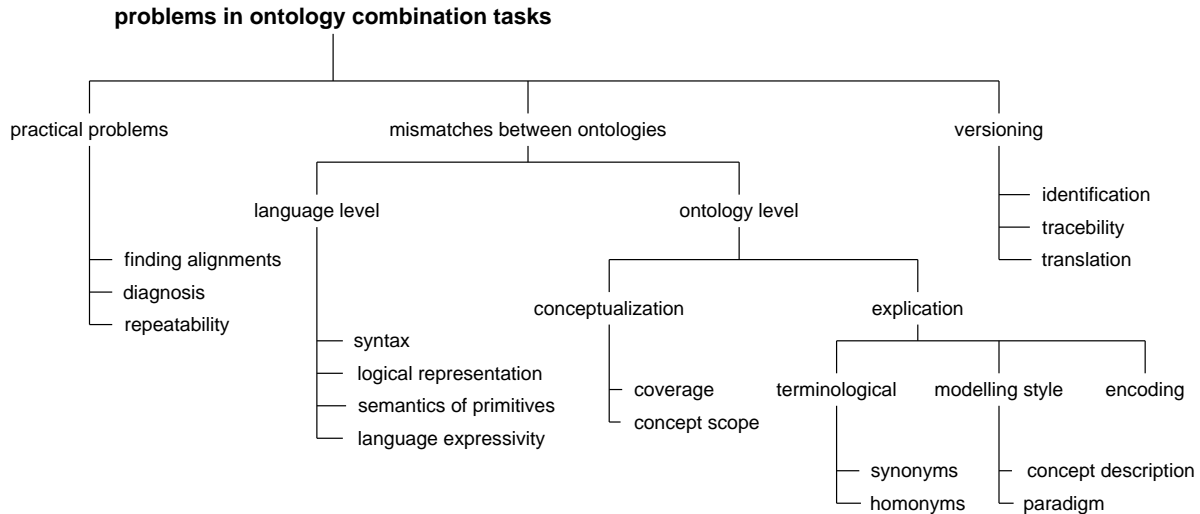 problems in ontology combination tasks
practical problems
mismatches between ontologies
versioning
language level
ontology level
identification
tracebility
translation
finding alignments
diagnosis
repeatability
conceptualization
explication
syntax
logical representation
semantics of primitives
language expressivity
coverage
concept scope
terminological
modelling style
encoding
synonyms
homonyms
concept description
paradigm